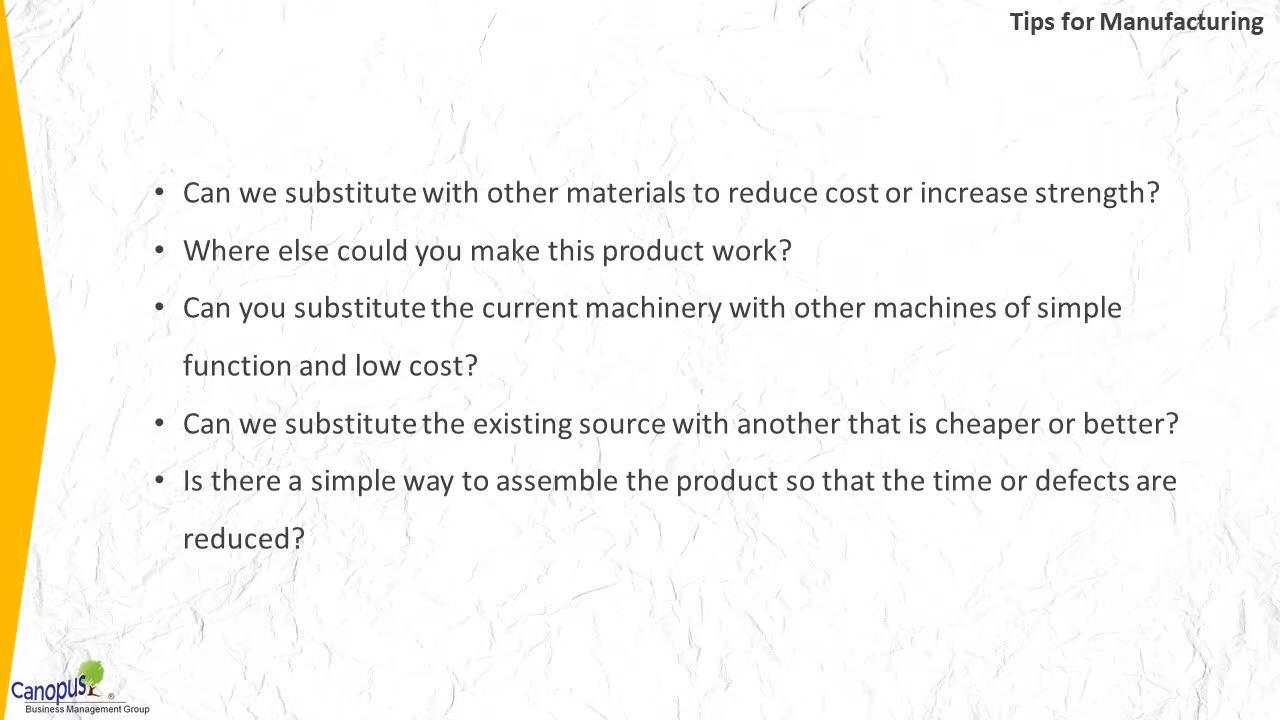 Tips for Manufacturing
• Can we substitute with other materials to reduce cost or increase strength?
• Where else could you make this product work?
• Can you substitute the current machinery with other machines of simple
function and low cost?
• Can we substitute the existing source with another that is cheaper or better?
• Is there a simple way to assemble the product so that the time or defects are
reduced?
Canopus ®
Business Management Group